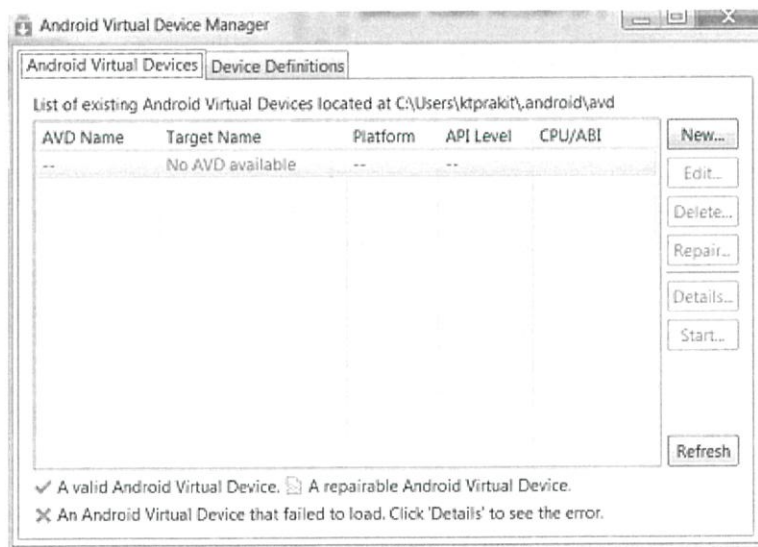 Android Virtual Device Manager
Android Virtual Devices Device Definitions
List of existing Android Virtual Devices located at C:\Users\ktprakit\.android\avd
AVD Name Target Name Platform API Level CPU/ABI New...
-- No AVD available -- --
Edit...
Delete...
Repair...
Details...
Start...
Refresh
A valid Android Virtual Device. A repairable Android Virtual Device.
An Android Virtual Device that failed to load. Click 'Details' to see the error.